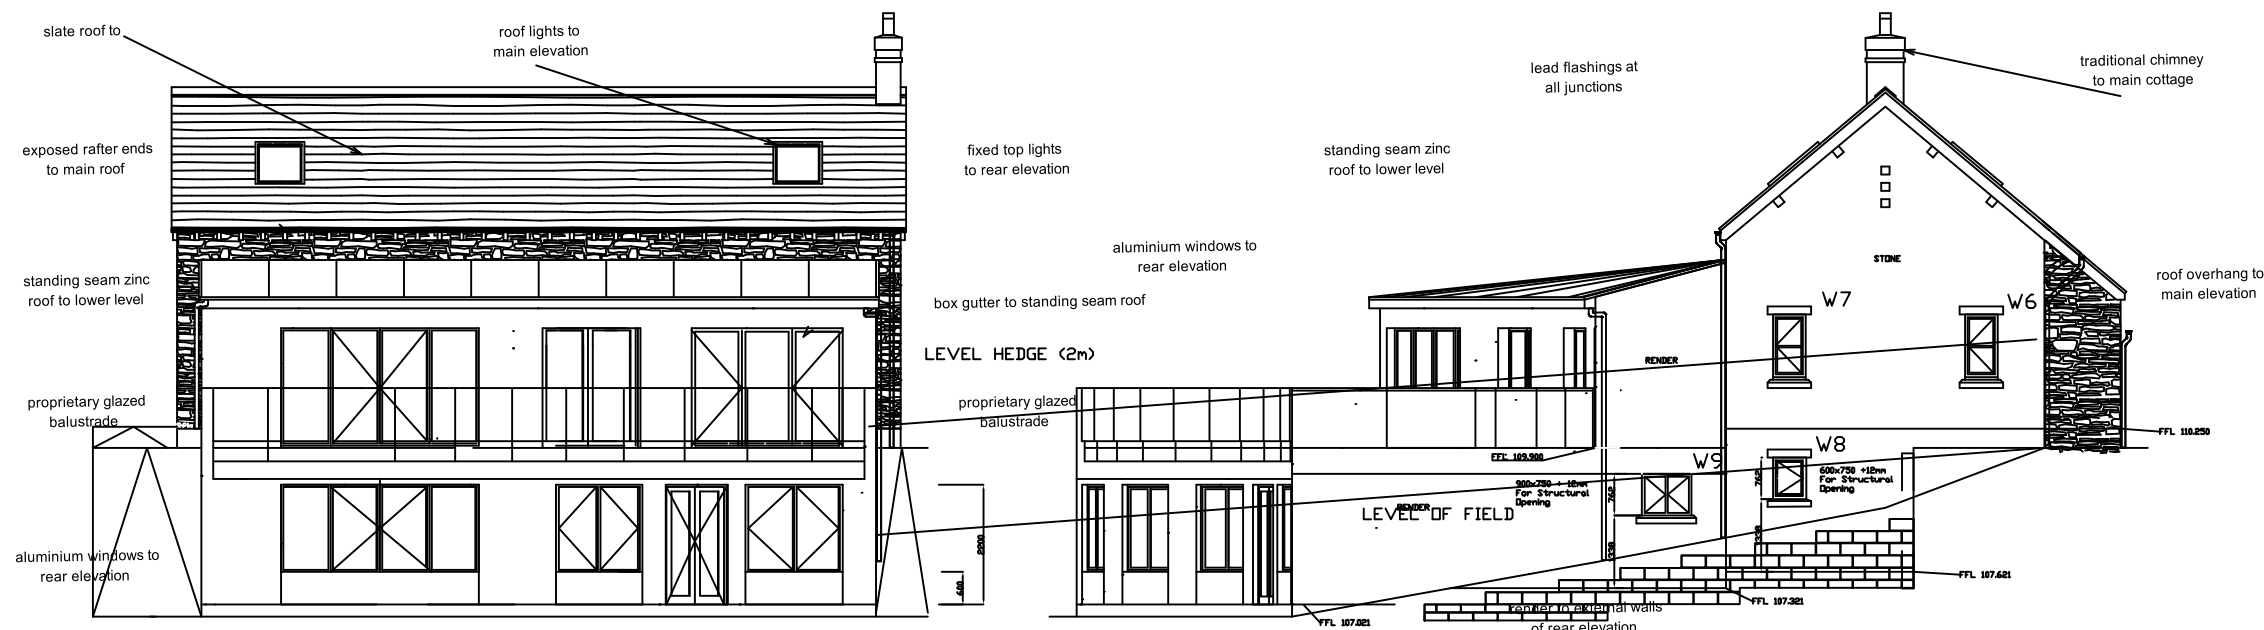 slate roof to
roof lights to
main elevation
lead flashings at
all junctions
traditional chimney
to main cottage
exposed rafter ends
to main roof
fixed top lights
to rear elevation
standing seam zinc
roof to lower level
aluminium windows to
rear elevation
STONE
standing seam zinc
roof to lower level
box gutter to standing seam roof
roof overhang to
main elevation
W7
W6
LEVEL HEDGE (2m)
RENDER
proprietary glazed
balustrade
proprietary glazed
balustrade
FFL 110.250
W8
FFL 109.900
W9
600x750 +12mm
For Structural
Opening
762
900x750 + 12mm
For Structural
Opening
762
RENDER
LEVEL OF FIELD
2200
338
338
aluminium windows to
rear elevation
600
FFL 107.621
FFL 107.321
render to external walls
of rear elevation
FFL 107.021